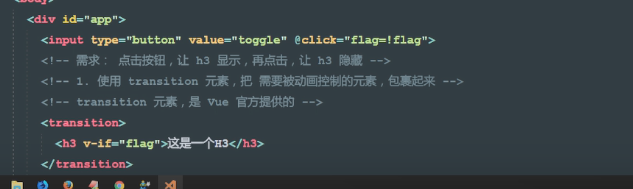 <body>
<div id="app">
<input type="button" value="toggle" @click="flag=!flag">
<!-- 需求： 点击按钮，让 h3 显示，再点击，让 h3 隐藏 -->
<!-- 1. 使用 transition 元素，把 需要被动画控制的元素，包裹起来 -->
<!-- transition 元素，是 Vue 官方提供的 -->
<transition>
<h3 v-if="flag">这是一个H3</h3>
</transition>